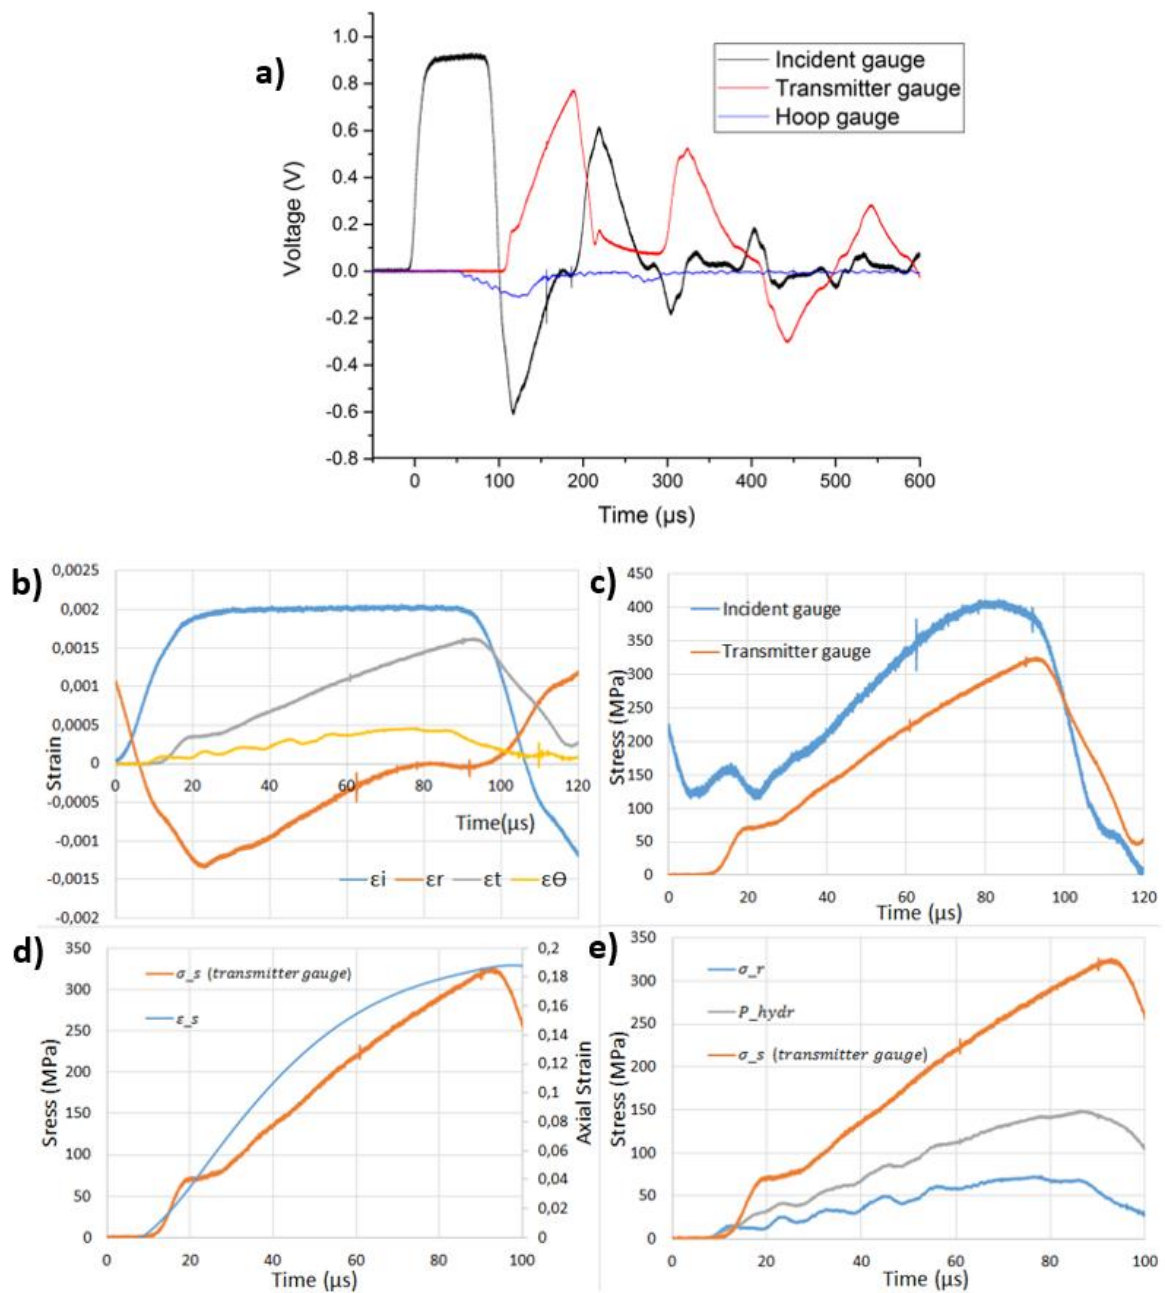 a)
Incident gauge
Transmitter gauge
Hoop gauge
Voltage (V)
1.0
0.8
0.6
0.4
0.2
0.0
-0.2
-0.4
-0.6
-0.8
0 100 200 300 400 500 600
Time (µs)
b)
0,0025
0,002
0,0015
0,001
0,0005
0
-0,0005
-0,001
-0,0015
-0,002
Strain
0 20 40 60 80 100 120
Time(µs)
εi εr εt εӨ
c)
450
400
350
300
250
200
150
100
50
0
Stress (MPa)
Incident gauge
Transmitter gauge
0 20 40 60 80 100 120
Time (µs)
d)
350
300
250
200
150
100
50
0
Sress (MPa)
σ_s (transmitter gauge)
ε_s
0,2
0,18
0,16
0,14
0,12
0,1
0,08
0,06
0,04
0,02
0
Axial Strain
0 20 40 60 80 100
Time (µs)
e)
350
300
250
200
150
100
50
0
Stress (MPa)
σ_r
P_hydr
σ_s (transmitter gauge)
0 20 40 60 80 100
Time (µs)